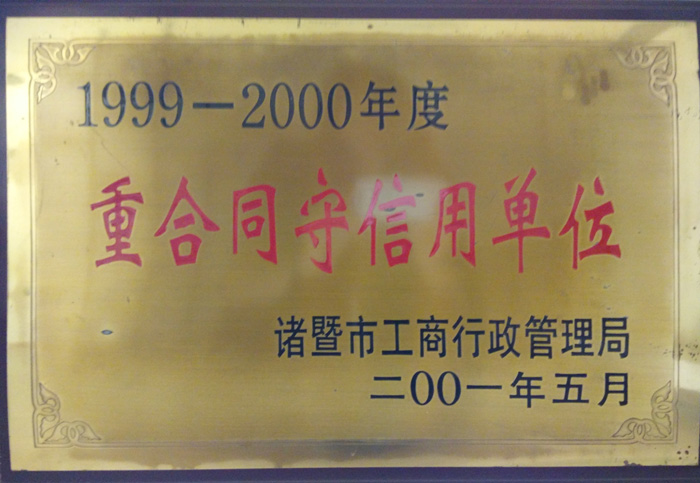 1999－2000年度
重合同守信用单位
诸暨市工商行政管理局
二00一年五月